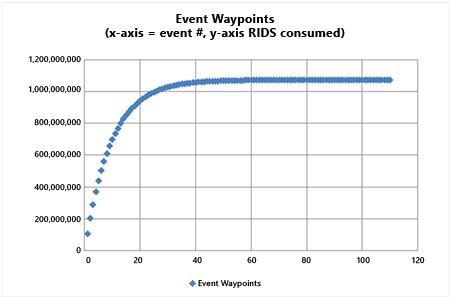 Event Waypoints
(x-axis = event #, y-axis RIDS consumed)
1,200,000,000
1,000,000,000
800,000,000
600,000,000
400,000,000
200,000,000
0
0 20 40 60 80 100 120
Event Waypoints